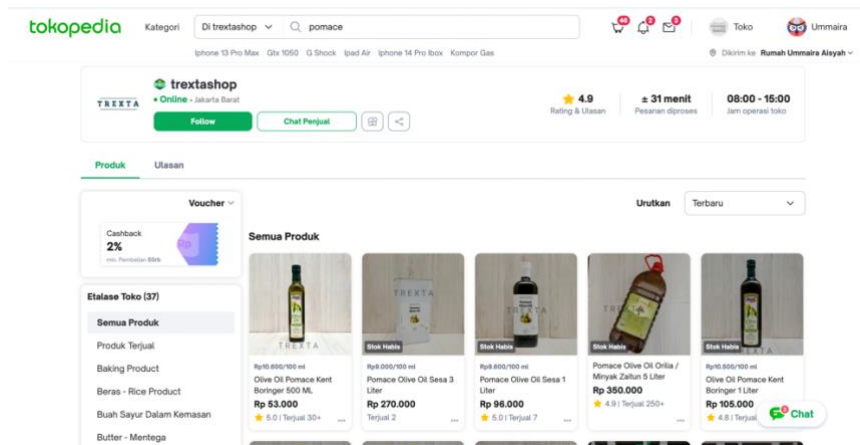 tokopedia
Kategori
Di trextashop
pomace
46
2
3
Toko
Ummaira
Iphone 13 Pro Max Gtx 1050 G Shock Ipad Air Iphone 14 Pro Ibox Kompor Gas
Dikirim ke Rumah Ummaira Aisyah
TREXTA
trextashop
Online • Jakarta Barat
Follow
Chat Penjual
4.9
Rating & Ulasan
± 31 menit
Pesanan diproses
08:00 - 15:00
Jam operasi toko
Produk
Ulasan
Voucher
Urutkan
Terbaru
Cashback
2%
min. Pembelian 50rb
Rp
Semua Produk
Etalase Toko (37)
Semua Produk
Produk Terjual
Baking Product
Beras - Rice Product
Buah Sayur Dalam Kemasan
Butter - Mentega
TREXTA
Rp10.600/100 ml
Olive Oil Pomace Kent
Boringer 500 ML
Rp 53.000
5.0 | Terjual 30+
TREXTA
Stok Habis
Rp9.000/100 ml
Pomace Olive Oil Sesa 3
Liter
Rp 270.000
Terjual 2
Stok Habis
Rp9.600/100 ml
Pomace Olive Oil Sesa 1
Liter
Rp 96.000
5.0 | Terjual 7
Stok Habis
Pomace Olive Oil Orilia /
Minyak Zaitun 5 Liter
Rp 350.000
4.9 | Terjual 250+
Stok Habis
Rp10.500/100 ml
Olive Oil Pomace Kent
Boringer 1 Liter
Rp 105.000
4.8 | Terjual
Chat